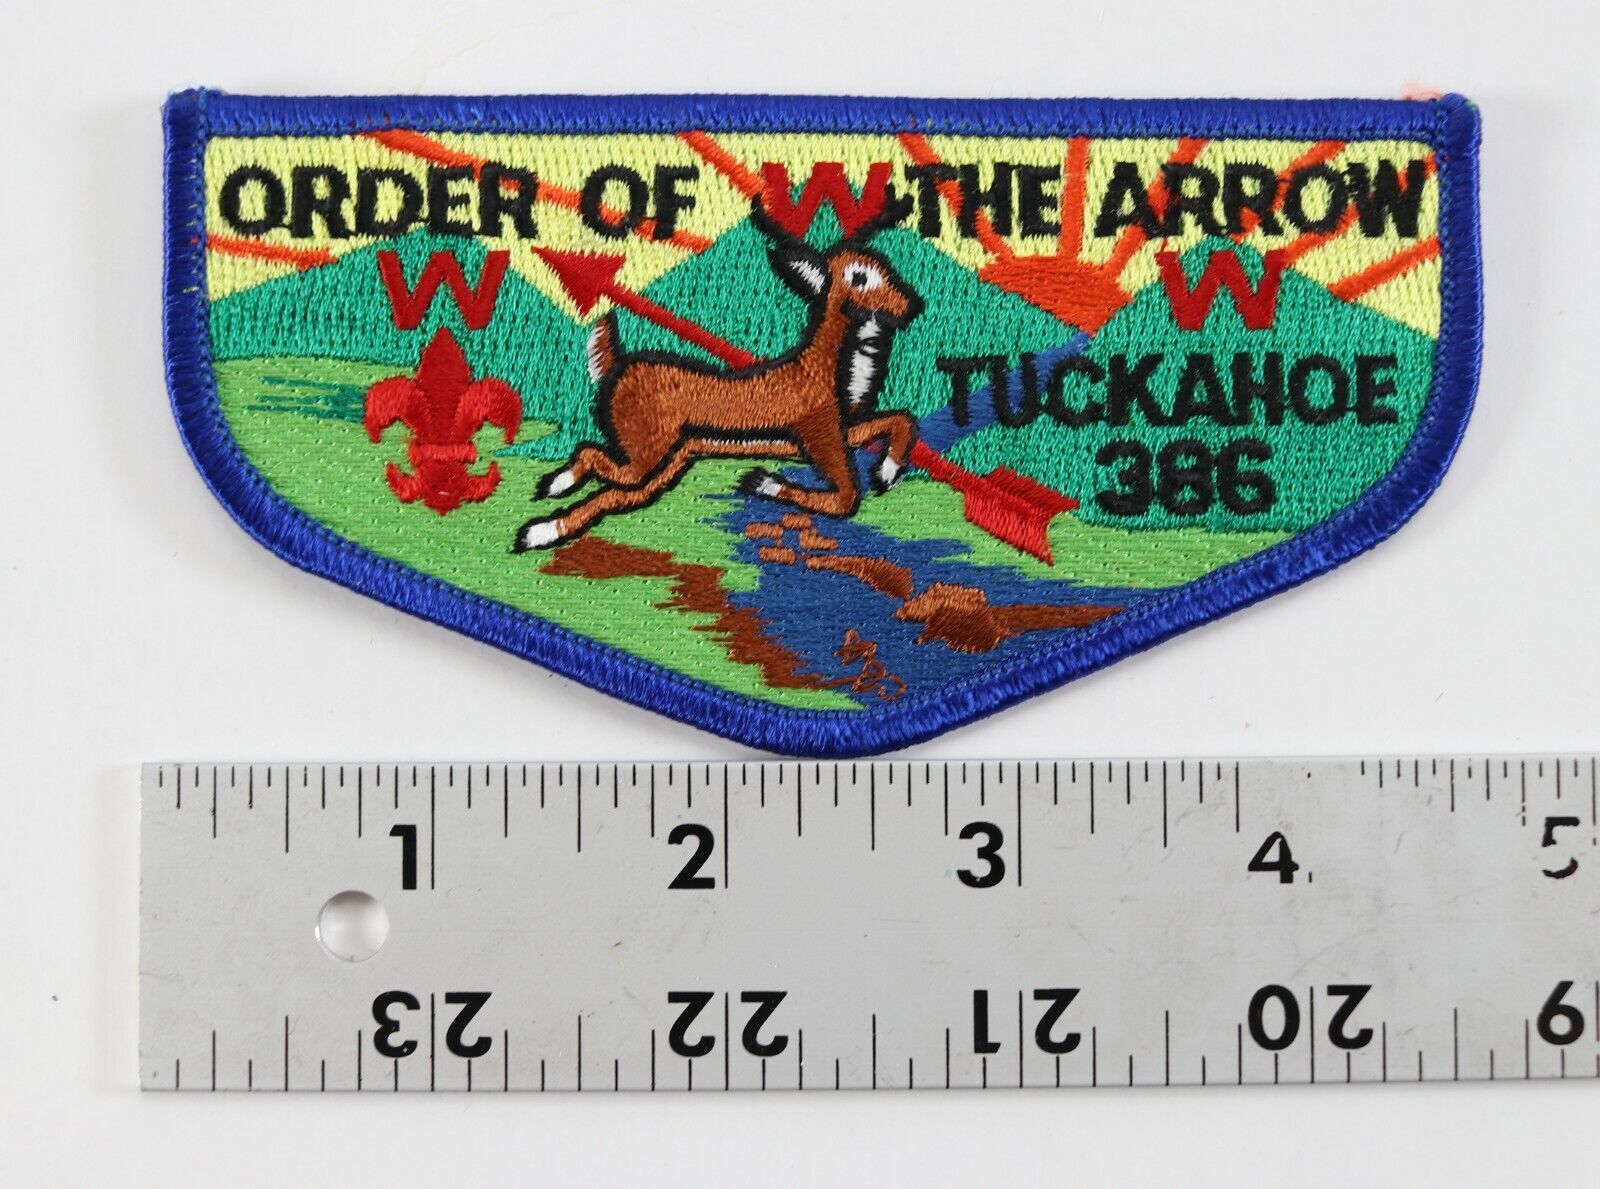 ORDER OF W THE ARROW
W W
TUCKAHOE
386
1 2 3 4 5
23 22 21 20 19